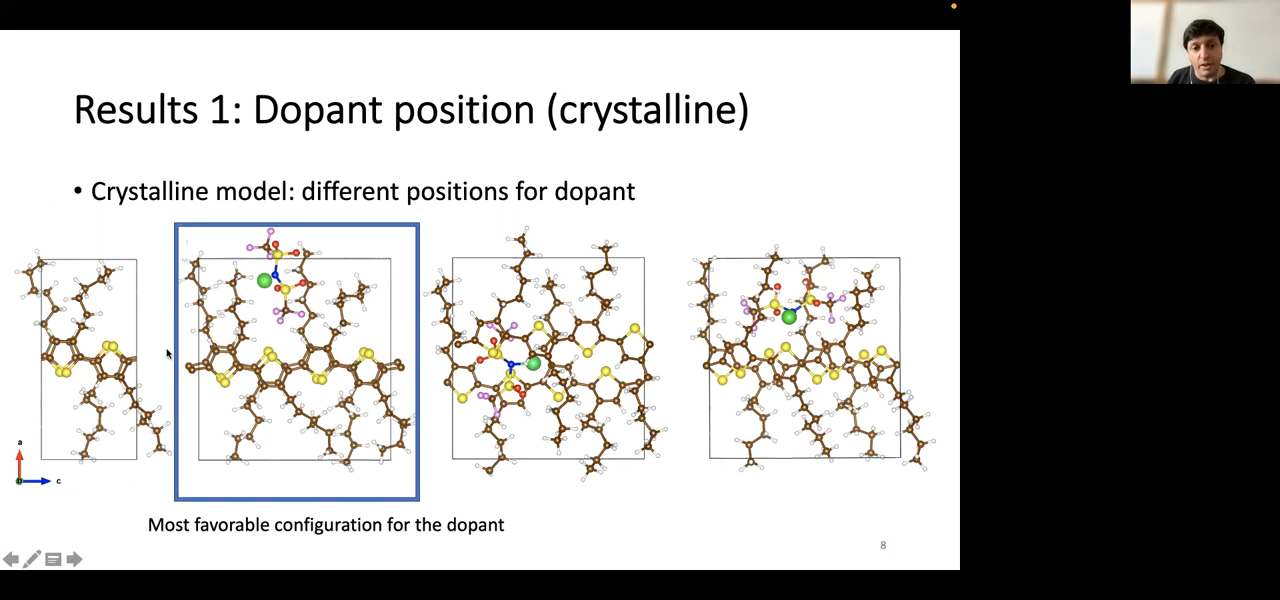 Results 1: Dopant position (crystalline)
• Crystalline model: different positions for dopant
a
c
Most favorable configuration for the dopant
8